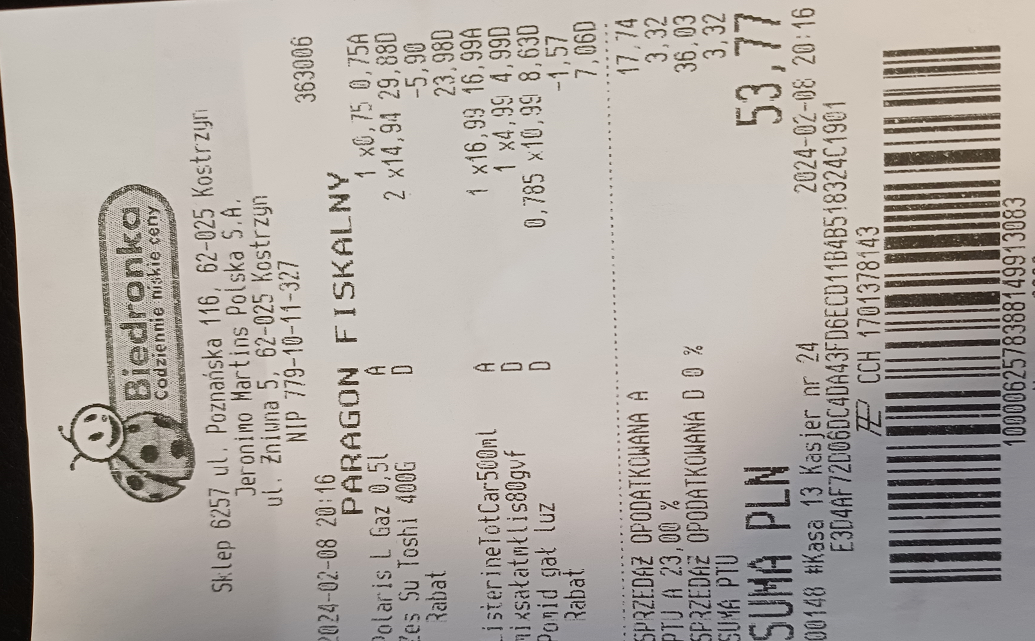 Biedronka
Codziennie niskie ceny
Sklep 6257 ul. Poznańska 116, 62-025 Kostrzyn
Jeronimo Martins Polska S.A.
ul. Żniwna 5, 62-025 Kostrzyn
NIP 779-10-11-327
2024-02-08 20:16 363006
PARAGON FISKALNY
Polaris L Gaz 0,5l A 1 x0,75 0,75A
Zes Su Toshi 400G D 2 x14,94 29,88D
Rabat -5,90
23,98D
ListerineTotCar500ml A 1 x16,99 16,99A
mixsałatmłlis80gvf D 1 x4,99 4,99D
Pomid gał luz D 0,785 x10,99 8,63D
Rabat -1,57
7,06D
SPRZEDAŻ OPODATKOWANA A 17,74
PTU A 23,00 % 3,32
SPRZEDAŻ OPODATKOWANA D 0 % 36,03
SUMA PTU 3,32
SUMA PLN 53,77
00148 #Kasa 13 Kasjer nr 24 2024-02-08 20:16
CCH 1701378143
1000062578388149913083